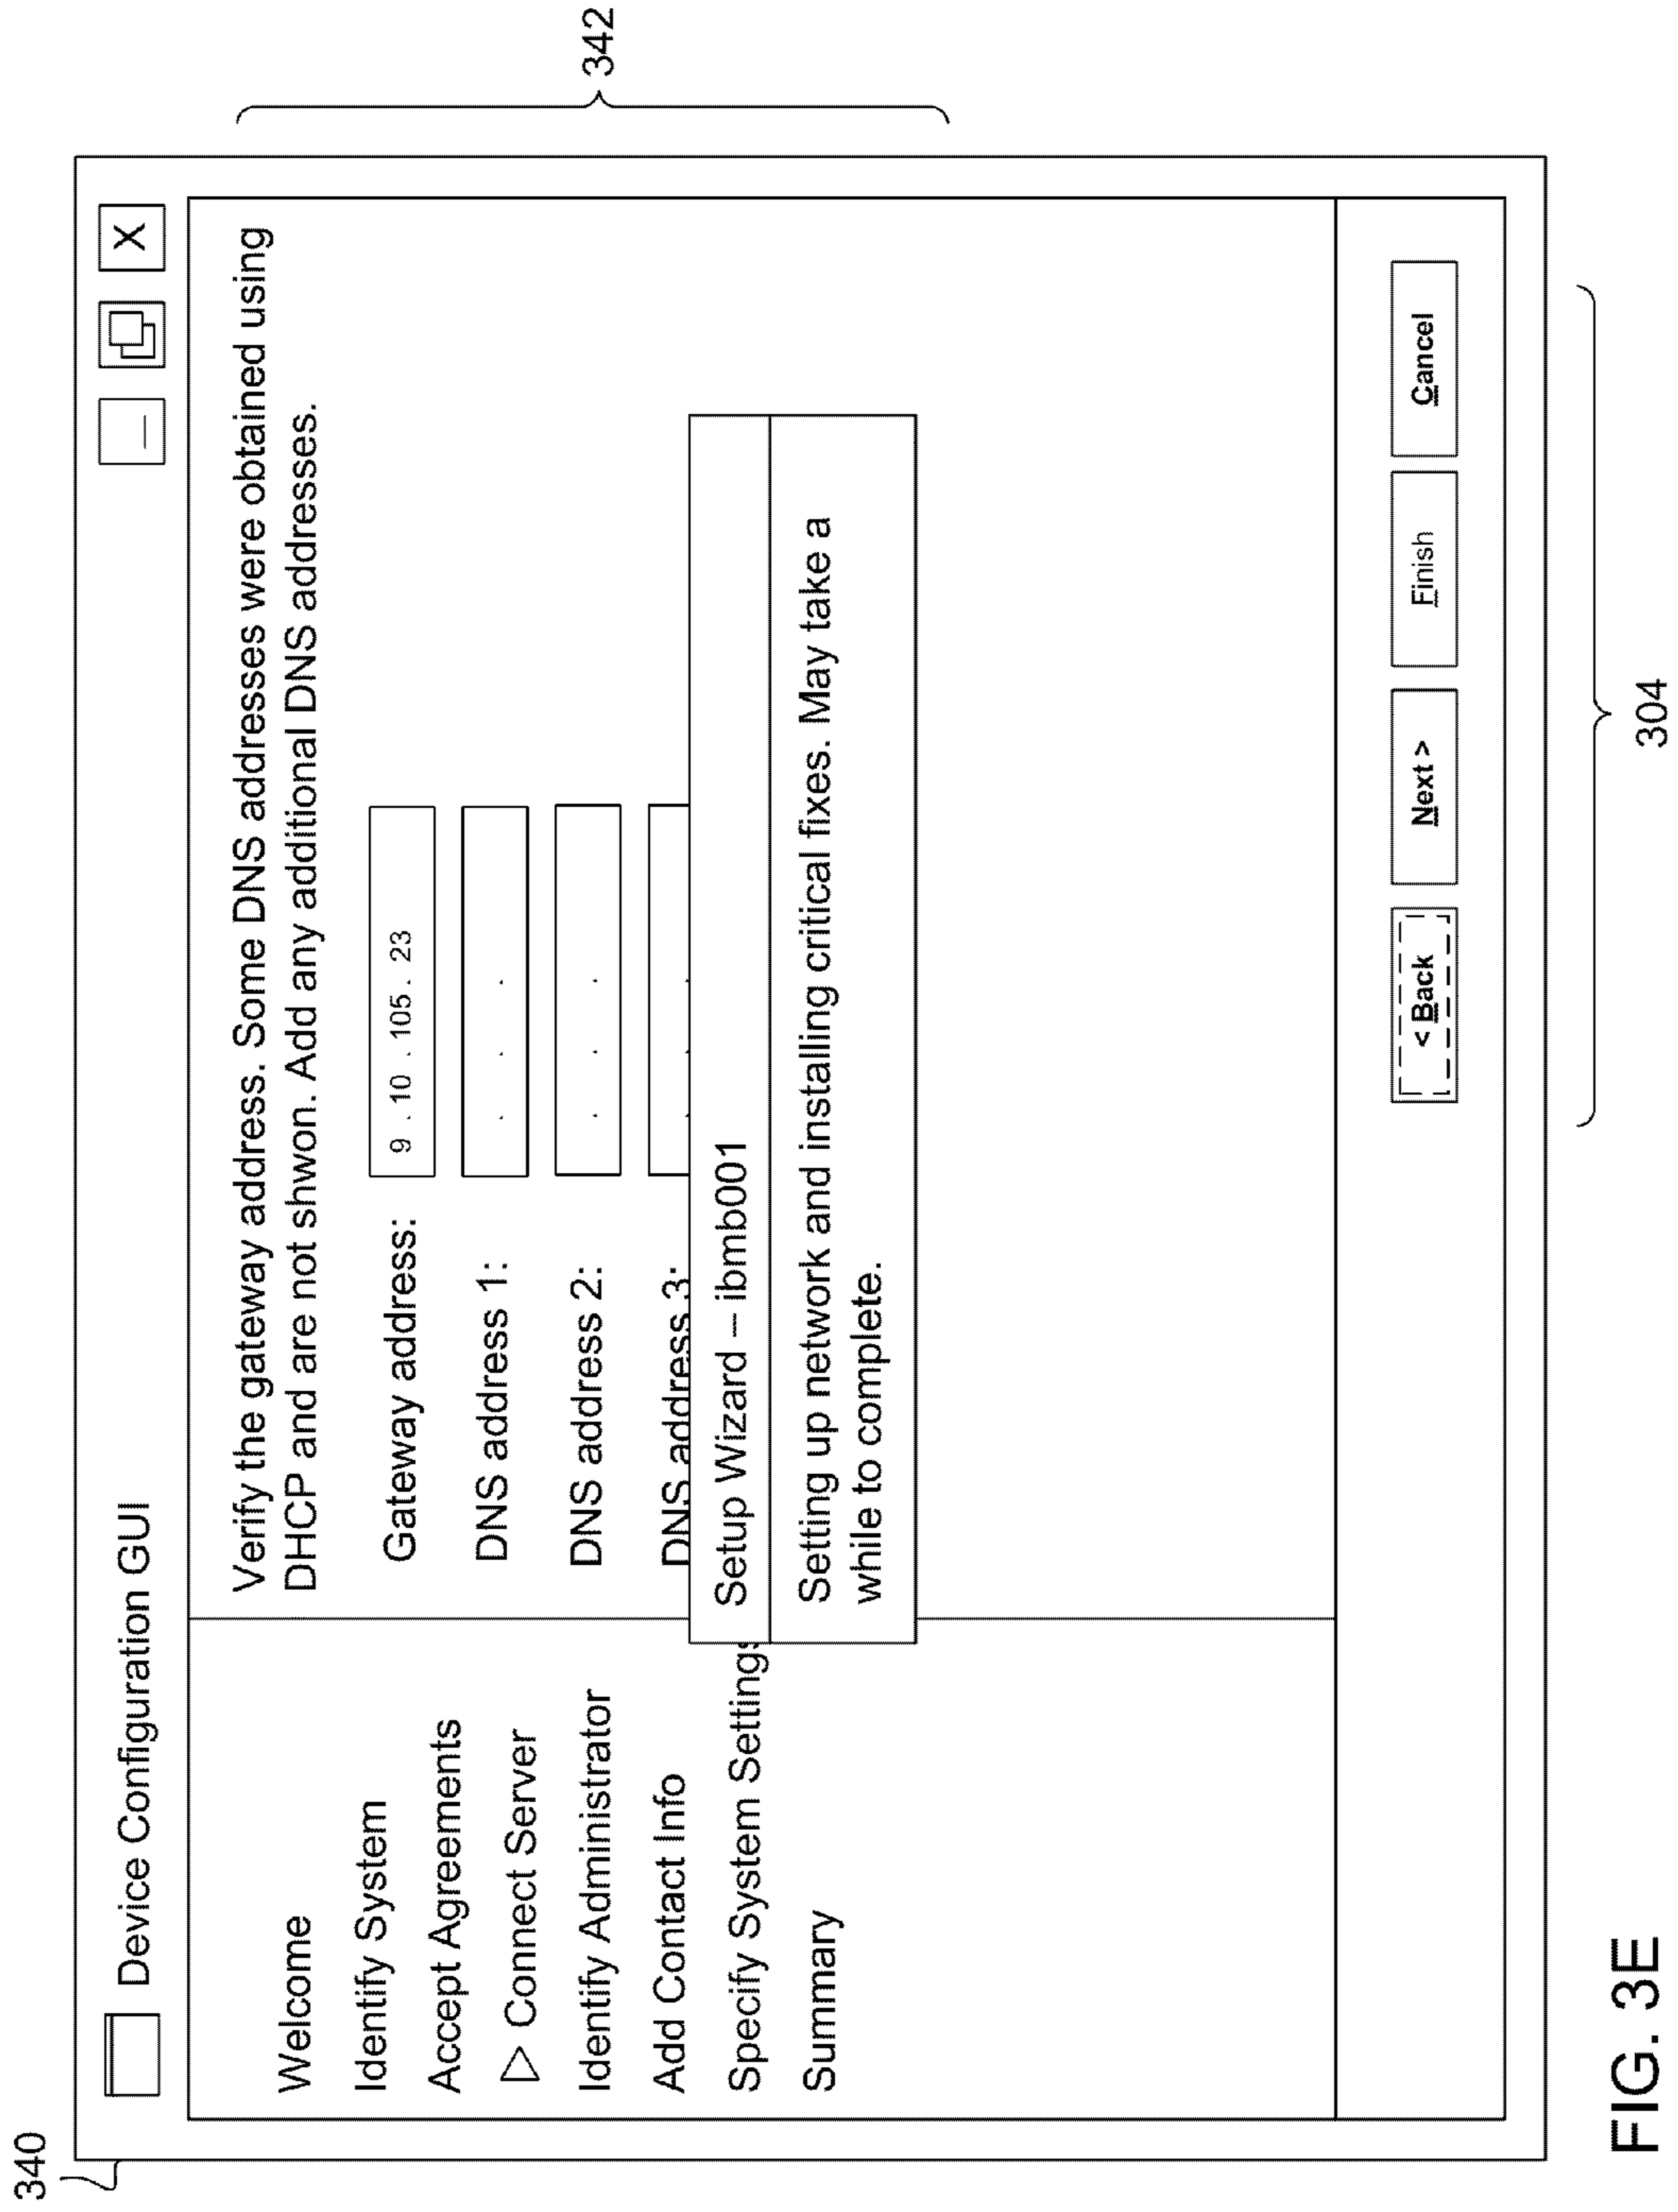 340
Device Configuration GUI
X
Welcome
Identify System
Accept Agreements
Connect Server
Identify Administrator
Add Contact Info
Specify System Settings
Summary
Verify the gateway address. Some DNS addresses were obtained using
DHCP and are not shwon. Add any additional DNS addresses.
Gateway address: 9 . 10 . 105 . 23
DNS address 1: . . .
DNS address 2: . . .
DNS address 3: . . .
Setup Wizard – ibmb001
Setting up network and installing critical fixes. May take a
while to complete.
342
< Back
Next >
Finish
Cancel
304
FIG. 3E